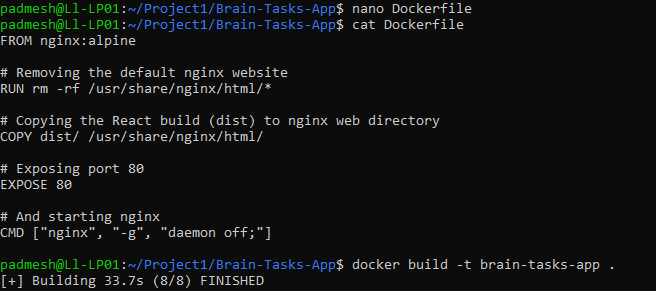 padmesh@Ll-LP01:~/Project1/Brain-Tasks-App$ nano Dockerfile
padmesh@Ll-LP01:~/Project1/Brain-Tasks-App$ cat Dockerfile
FROM nginx:alpine

# Removing the default nginx website
RUN rm -rf /usr/share/nginx/html/*

# Copying the React build (dist) to nginx web directory
COPY dist/ /usr/share/nginx/html/

# Exposing port 80
EXPOSE 80

# And starting nginx
CMD ["nginx", "-g", "daemon off;"]

padmesh@Ll-LP01:~/Project1/Brain-Tasks-App$ docker build -t brain-tasks-app .
[+] Building 33.7s (8/8) FINISHED